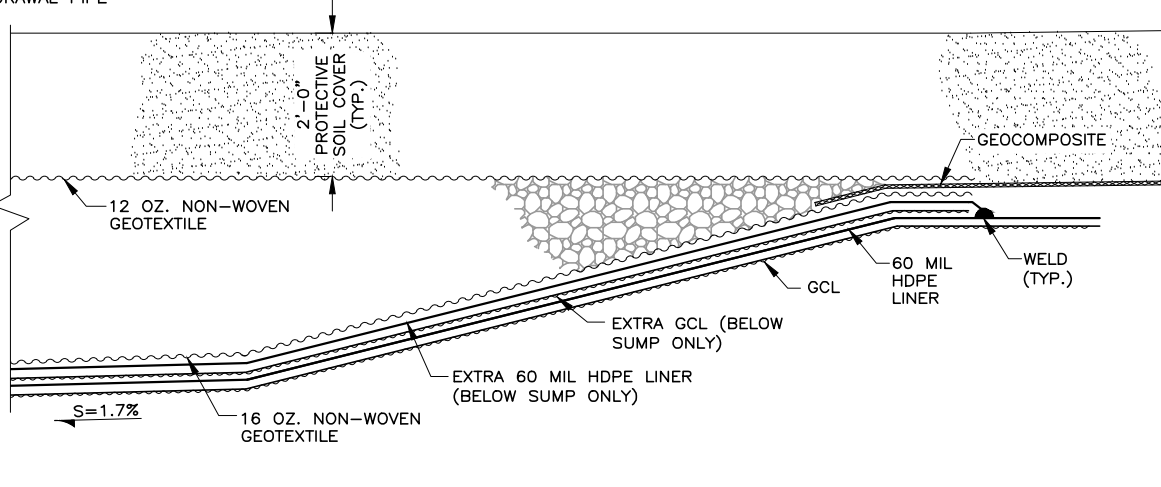 2'-0"
PROTECTIVE
SOIL COVER
(TYP.)
GEOCOMPOSITE
12 OZ. NON-WOVEN
GEOTEXTILE
WELD
(TYP.)
60 MIL
HDPE
LINER
GCL
EXTRA GCL (BELOW
SUMP ONLY)
EXTRA 60 MIL HDPE LINER
(BELOW SUMP ONLY)
S=1.7%
16 OZ. NON-WOVEN
GEOTEXTILE